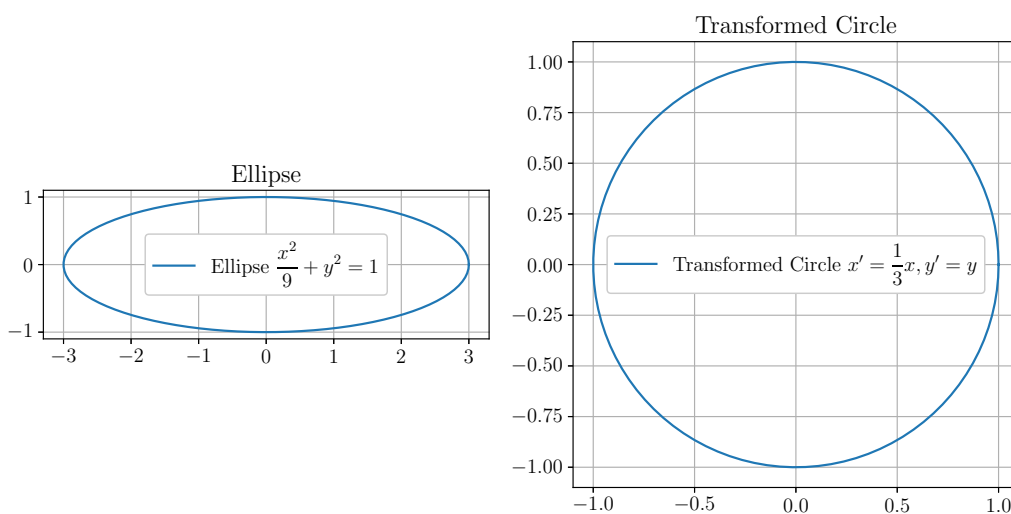 Ellipse
1
0
−1
−3 −2 −1 0 1 2 3
Ellipse x²/9 + y² = 1
Transformed Circle
1.00
0.75
0.50
0.25
0.00
−0.25
−0.50
−0.75
−1.00
−1.0 −0.5 0.0 0.5 1.0
Transformed Circle x′ = 1/3 x, y′ = y